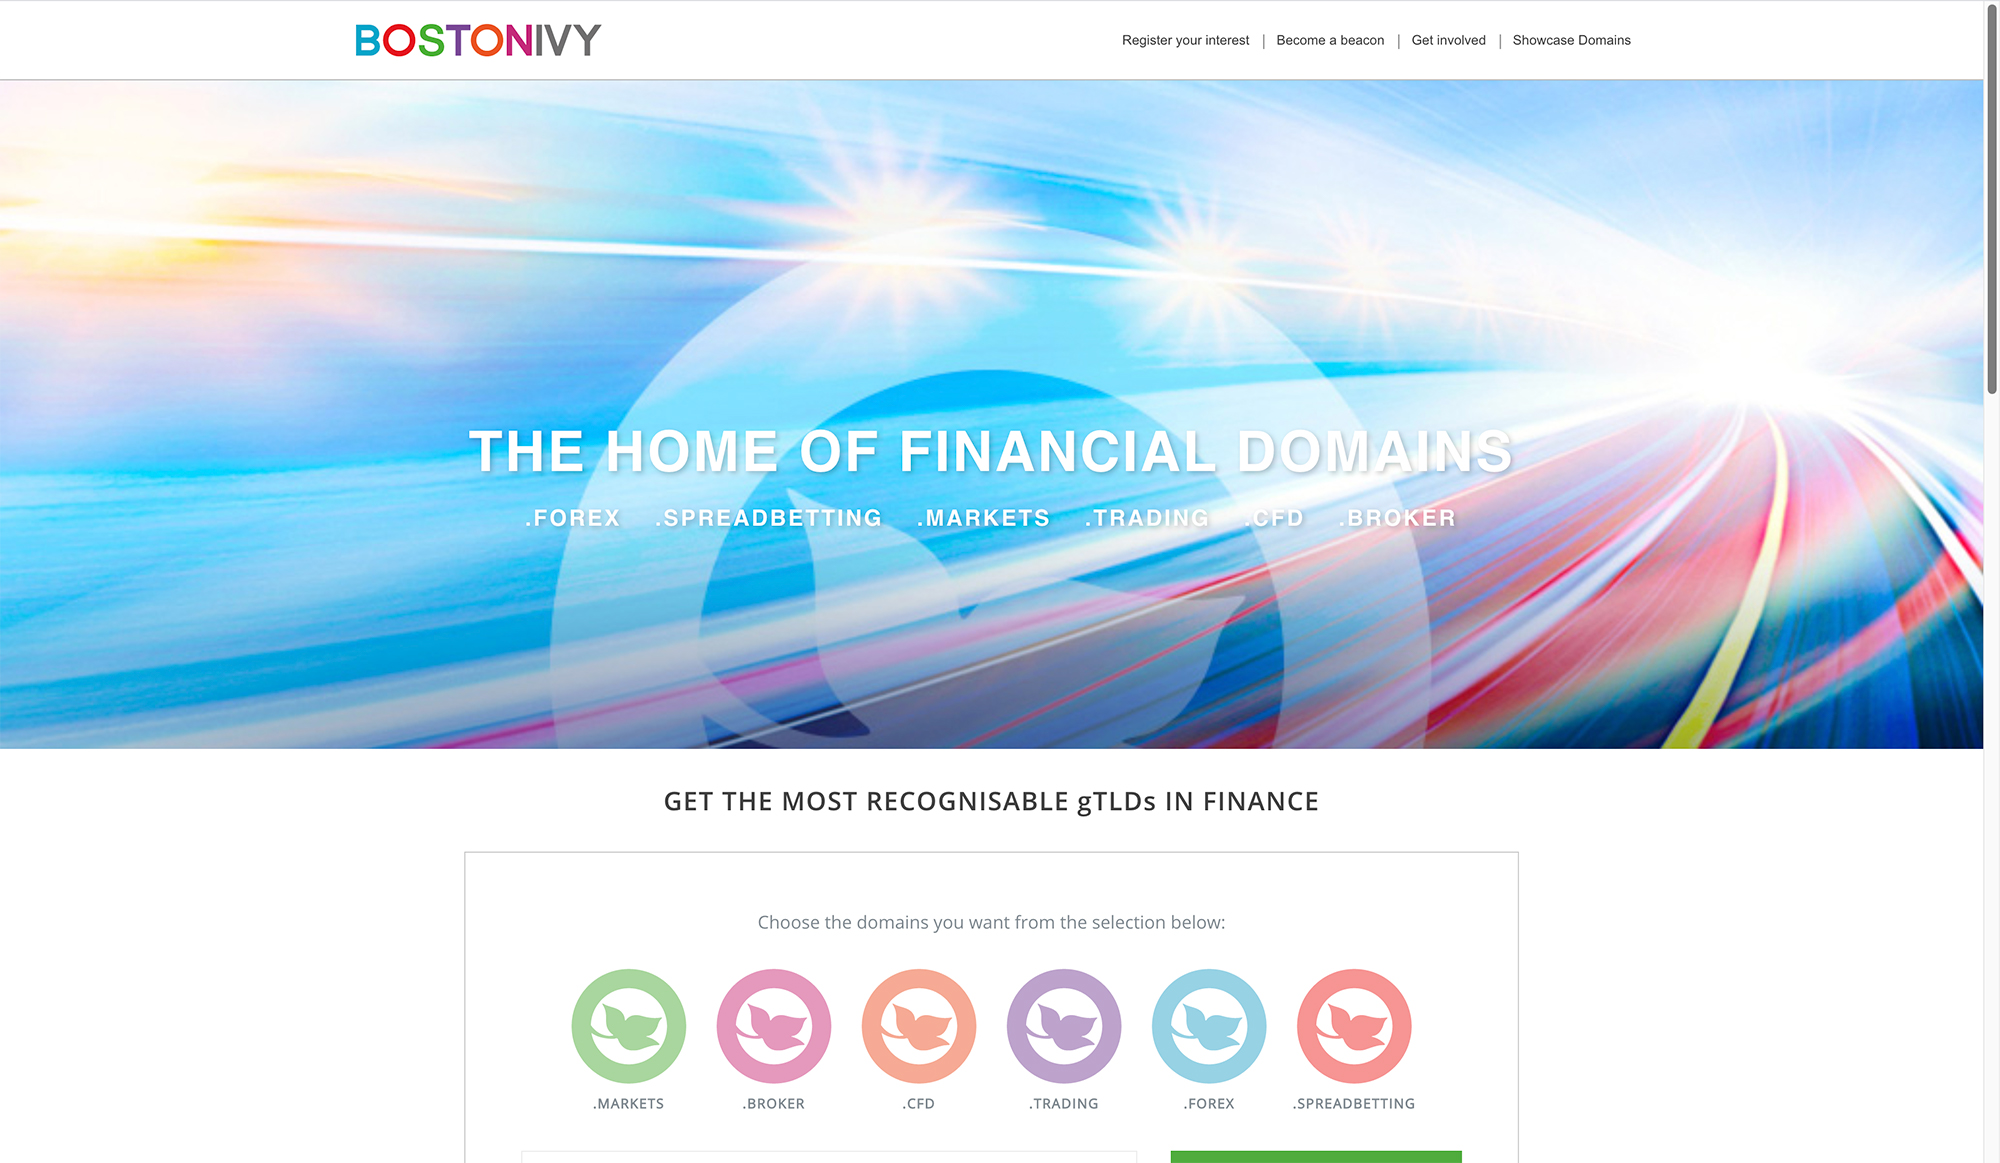 BOSTONIVY
Register your interest | Become a beacon | Get involved | Showcase Domains
THE HOME OF FINANCIAL DOMAINS
.FOREX .SPREADBETTING .MARKETS .TRADING .CFD .BROKER
GET THE MOST RECOGNISABLE gTLDs IN FINANCE
Choose the domains you want from the selection below:
.MARKETS .BROKER .CFD .TRADING .FOREX .SPREADBETTING